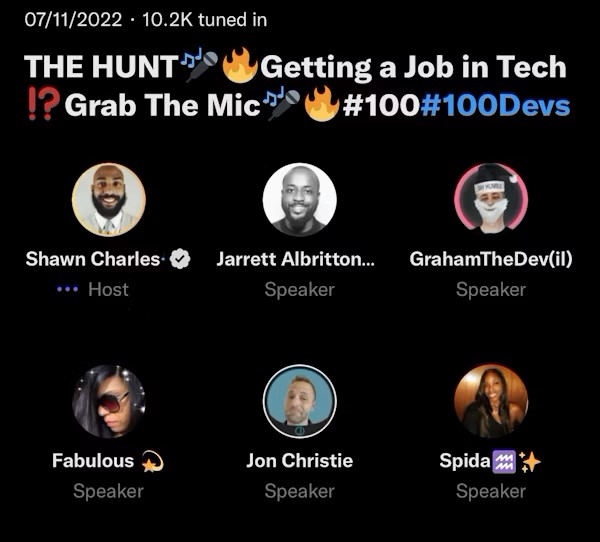 07/11/2022 · 10.2K tuned in
THE HUNT🎶🎤🔥Getting a Job in Tech
⁉️Grab The Mic🎶🎤🔥#100#100Devs
Shawn Charles Jarrett Albritton... GrahamTheDev(il)
Host Speaker Speaker
Fabulous 💫 Jon Christie Spida♒✨
Speaker Speaker Speaker